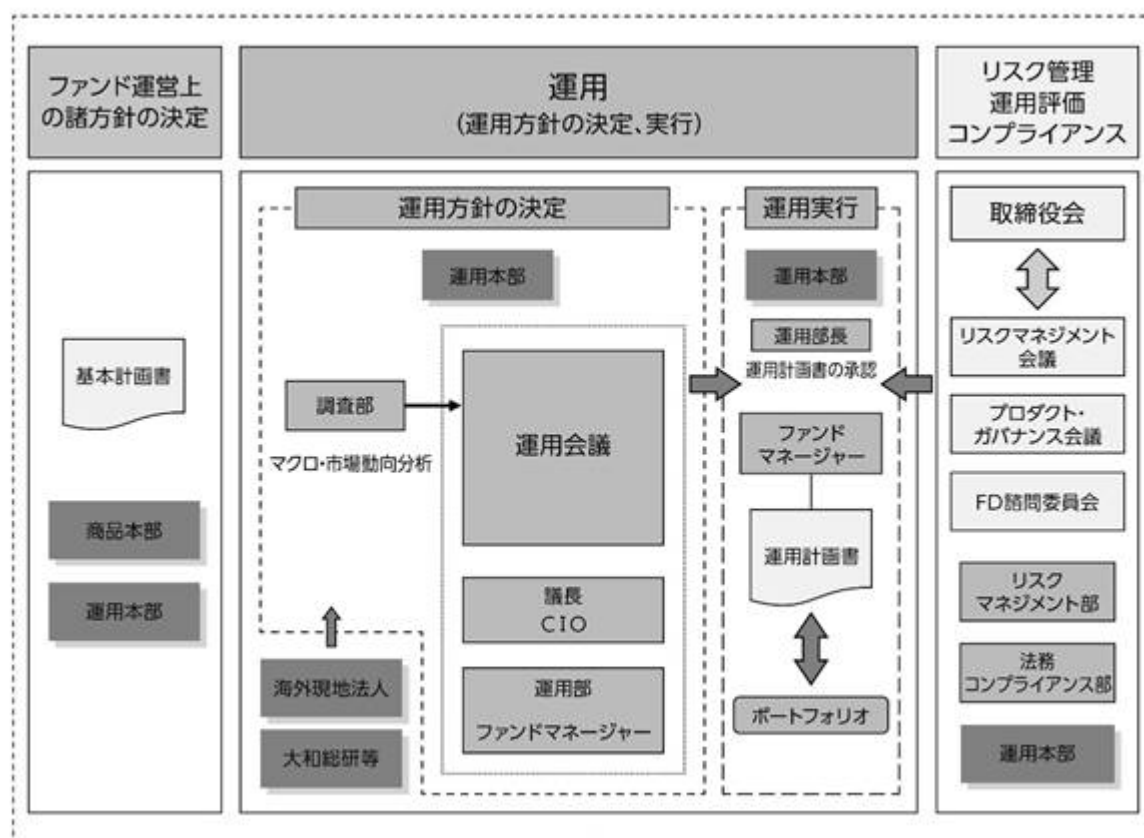 ファンド運営上
の諸方針の決定
運用
(運用方針の決定、実行)
リスク管理
運用評価
コンプライアンス
基本計画書
商品本部
運用本部
運用方針の決定
運用本部
調査部
マクロ・市場動向分析
運用会議
議長
CIO
運用部
ファンドマネージャー
海外現地法人
大和総研等
運用実行
運用本部
運用部長
運用計画書の承認
ファンド
マネージャー
運用計画書
ポートフォリオ
取締役会
リスクマネジメント
会議
プロダクト・
ガバナンス会議
FD諮問委員会
リスク
マネジメント部
法務
コンプライアンス部
運用本部